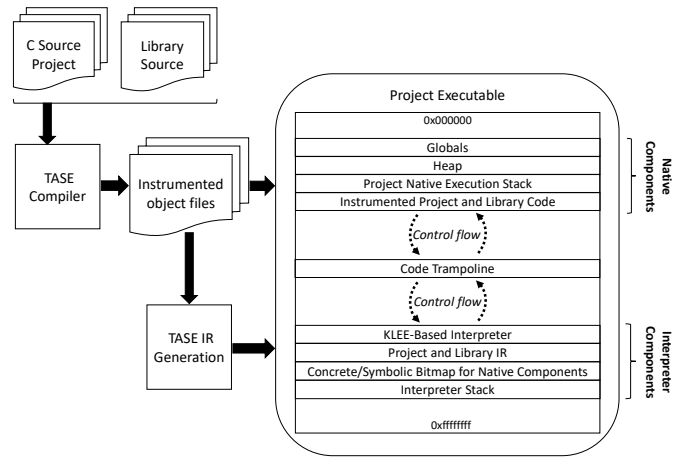 C Source
Project
Library
Source
TASE
Compiler
Instrumented
object files
TASE IR
Generation
Project Executable
0x000000
Globals
Heap
Project Native Execution Stack
Instrumented Project and Library Code
Control flow
Code Trampoline
Control flow
KLEE-Based Interpreter
Project and Library IR
Concrete/Symbolic Bitmap for Native Components
Interpreter Stack
0xffffffff
Native
Components
Interpreter
Components